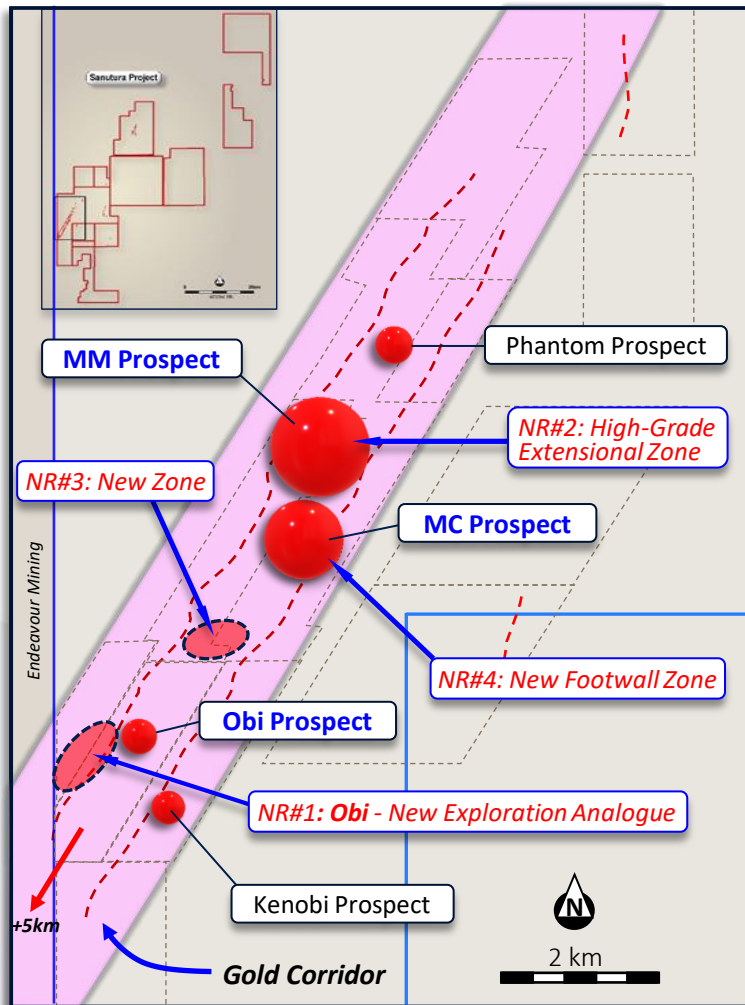 Sanutura Project
Phantom Prospect
MM Prospect
NR#2: High-Grade
Extensional Zone
NR#3: New Zone
MC Prospect
Endeavour Mining
NR#4: New Footwall Zone
Obi Prospect
NR#1: Obi - New Exploration Analogue
Kenobi Prospect
+5km
Gold Corridor
N
2 km